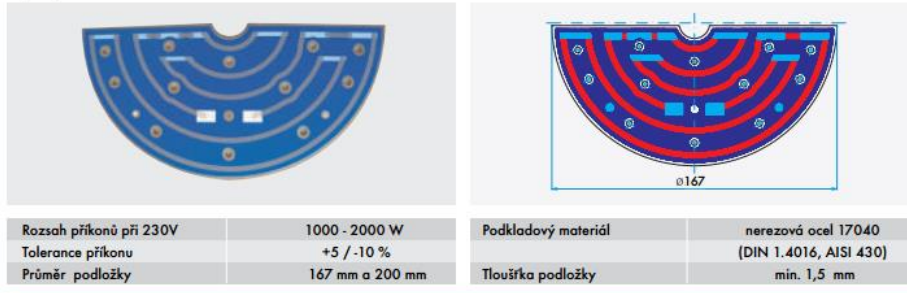 ø167
Rozsah příkonů při 230V 1000 - 2000 W
Tolerance příkonu +5 / -10 %
Průměr podložky 167 mm a 200 mm
Podkladový materiál nerezová ocel 17040
(DIN 1.4016, AISI 430)
Tloušťka podložky min. 1,5 mm